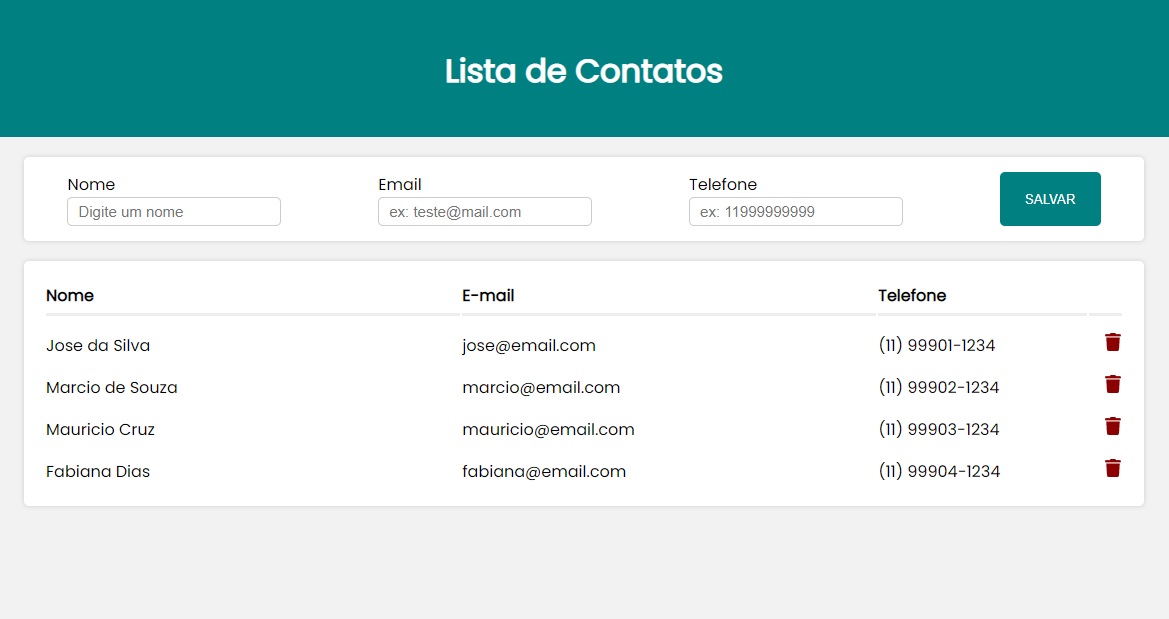 Lista de Contatos
Nome Email Telefone
Digite um nome ex: teste@mail.com ex: 11999999999 SALVAR
Nome E-mail Telefone
Jose da Silva jose@email.com (11) 99901-1234
Marcio de Souza marcio@email.com (11) 99902-1234
Mauricio Cruz mauricio@email.com (11) 99903-1234
Fabiana Dias fabiana@email.com (11) 99904-1234